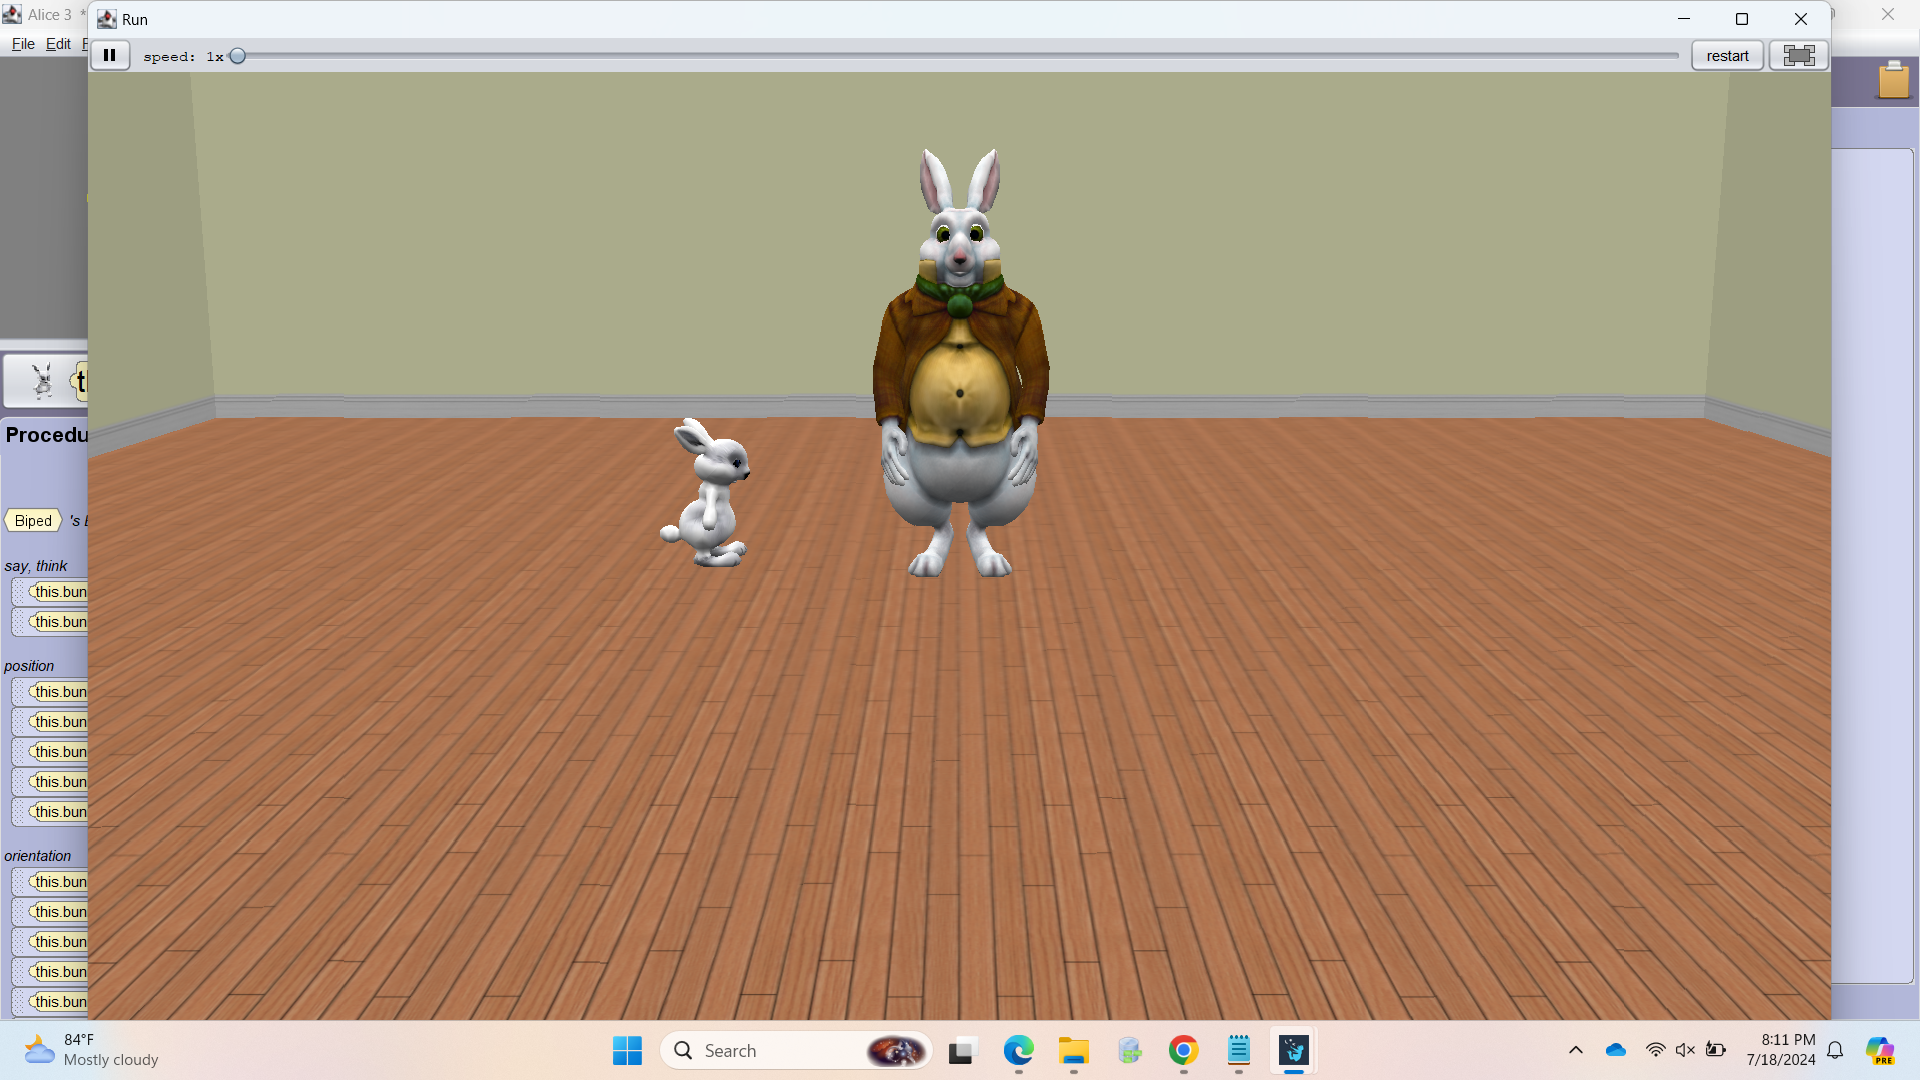 Alice 3 *
Run
File Edit
speed: 1x
restart
Procedu
Biped 's
say, think
this.bun
this.bun
position
this.bun
this.bun
this.bun
this.bun
this.bun
orientation
this.bun
this.bun
this.bun
this.bun
this.bun
84°F
Mostly cloudy
Search
8:11 PM
7/18/2024
PRE